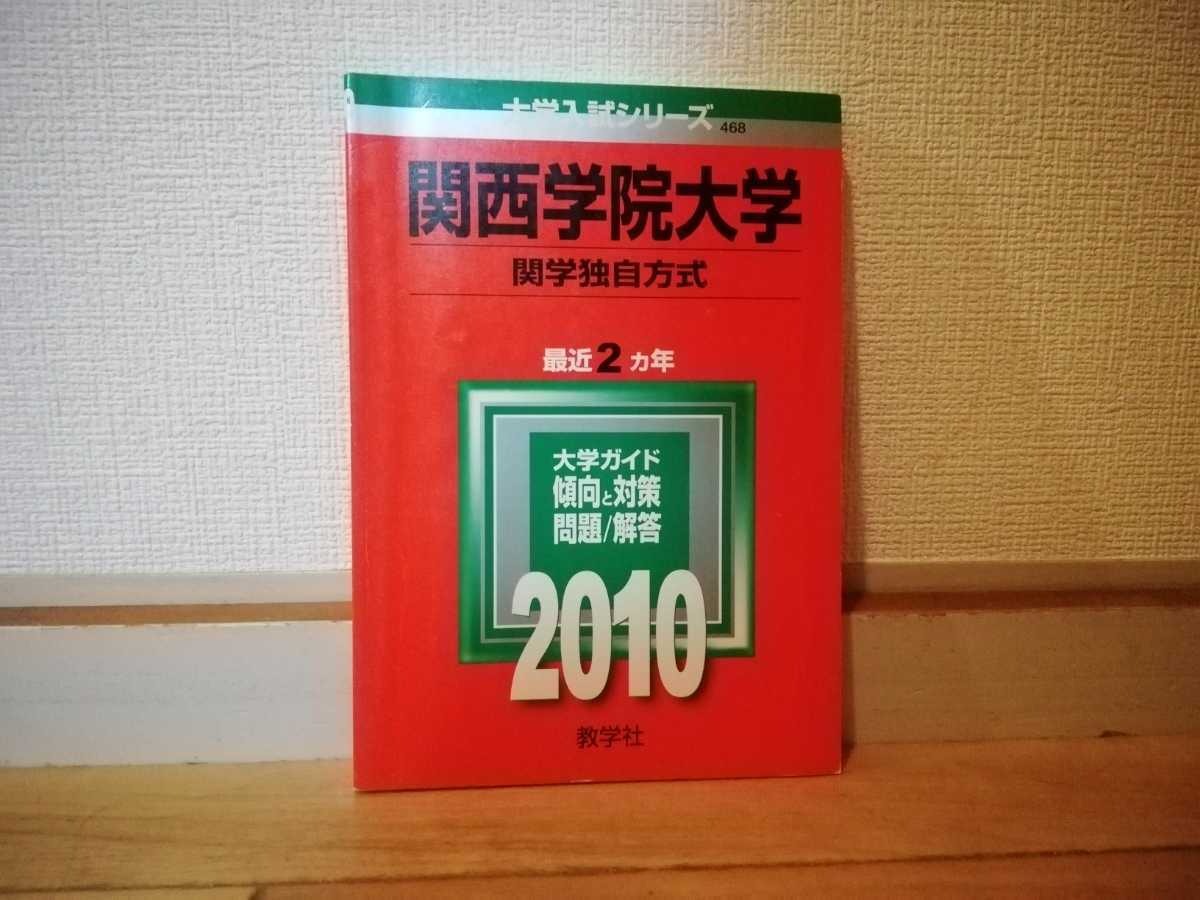 大学入試シリーズ 468
関西学院大学
関学独自方式
最近2ヵ年
大学ガイド
傾向と対策
問題/解答
2010
教学社